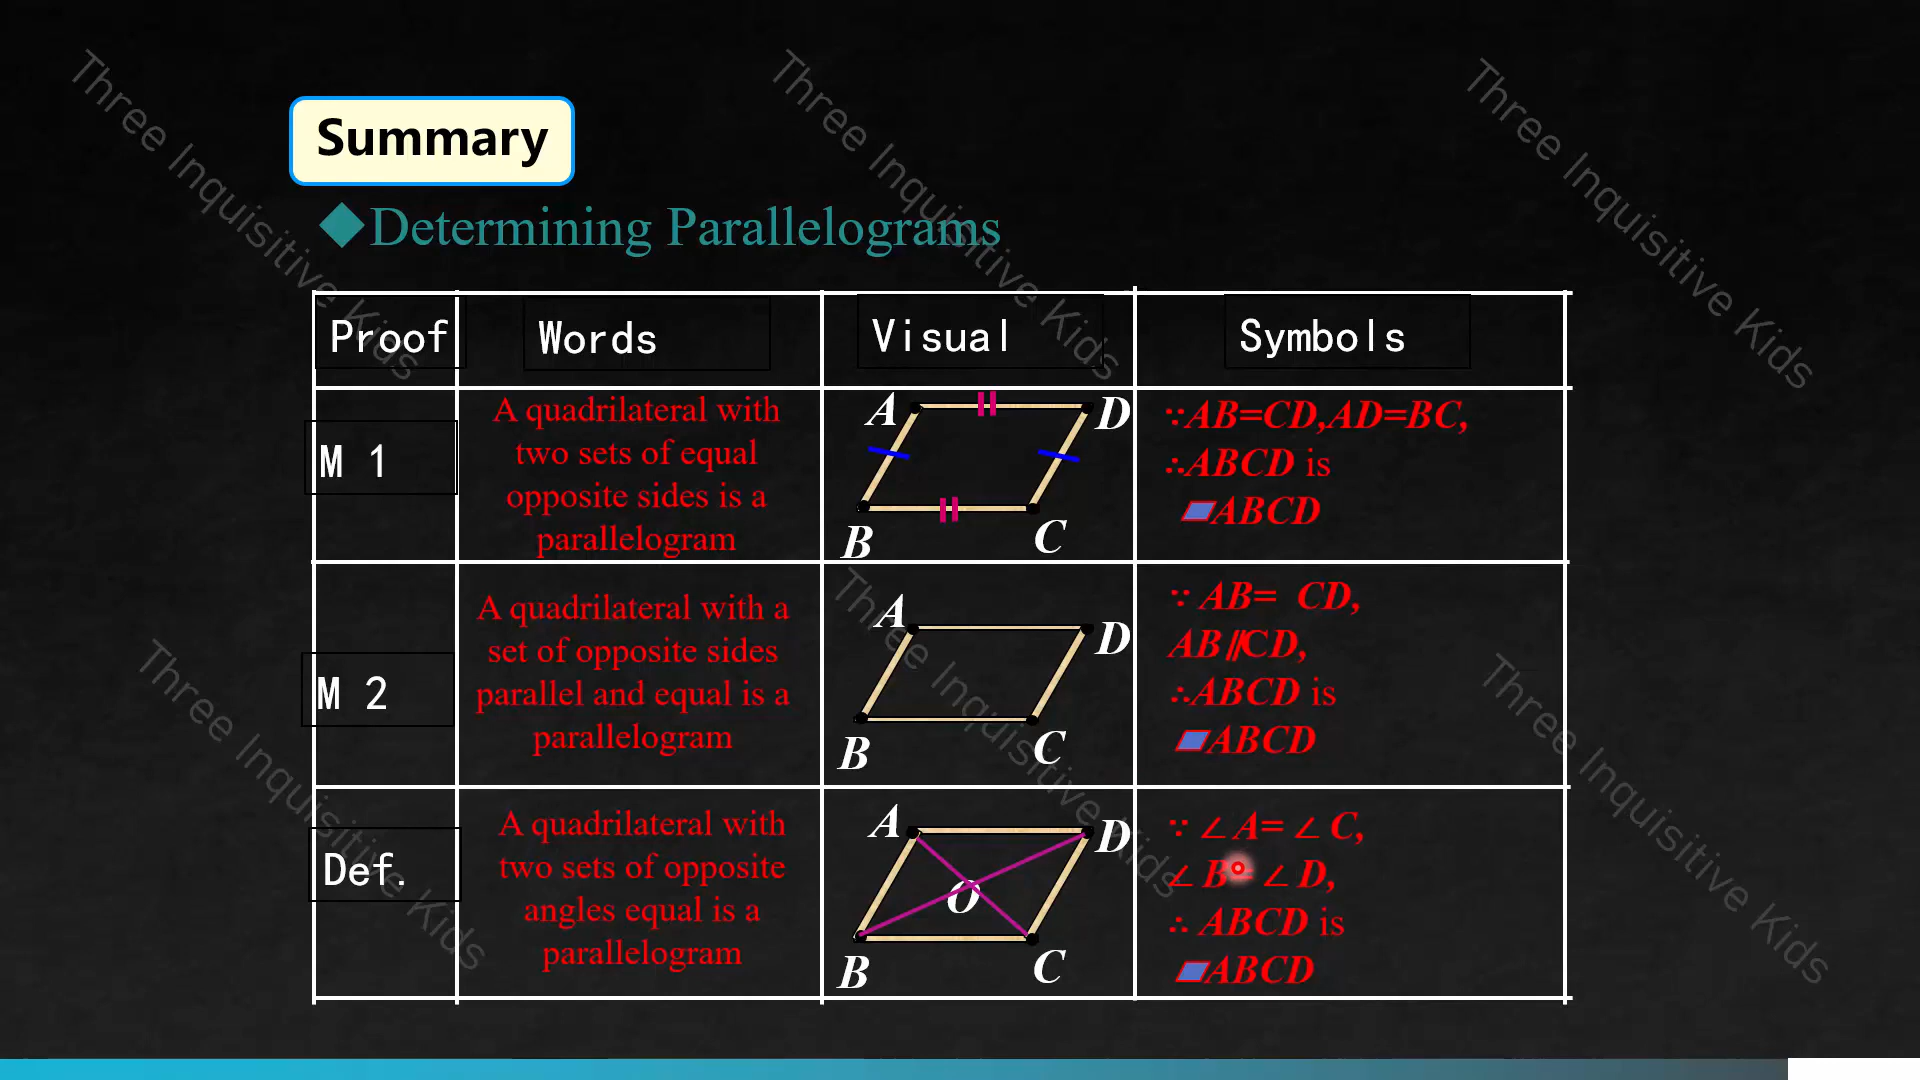 Summary
◆Determining Parallelograms
Proof Words Visual Symbols
M 1
A quadrilateral with
two sets of equal
opposite sides is a
parallelogram
A D
B C
∵AB=CD,AD=BC,
∴ABCD is
▱ABCD
M 2
A quadrilateral with a
set of opposite sides
parallel and equal is a
parallelogram
A D
B C
∵ AB= CD,
AB∥CD,
∴ABCD is
▱ABCD
Def.
A quadrilateral with
two sets of opposite
angles equal is a
parallelogram
A D
O
B C
∵ ∠A= ∠C,
∠B= ∠D,
∴ ABCD is
▱ABCD
Three Inquisitive Kids
Three Inquisitive Kids
Three Inquisitive Kids
Three Inquisitive Kids
Three Inquisitive Kids
Three Inquisitive Kids